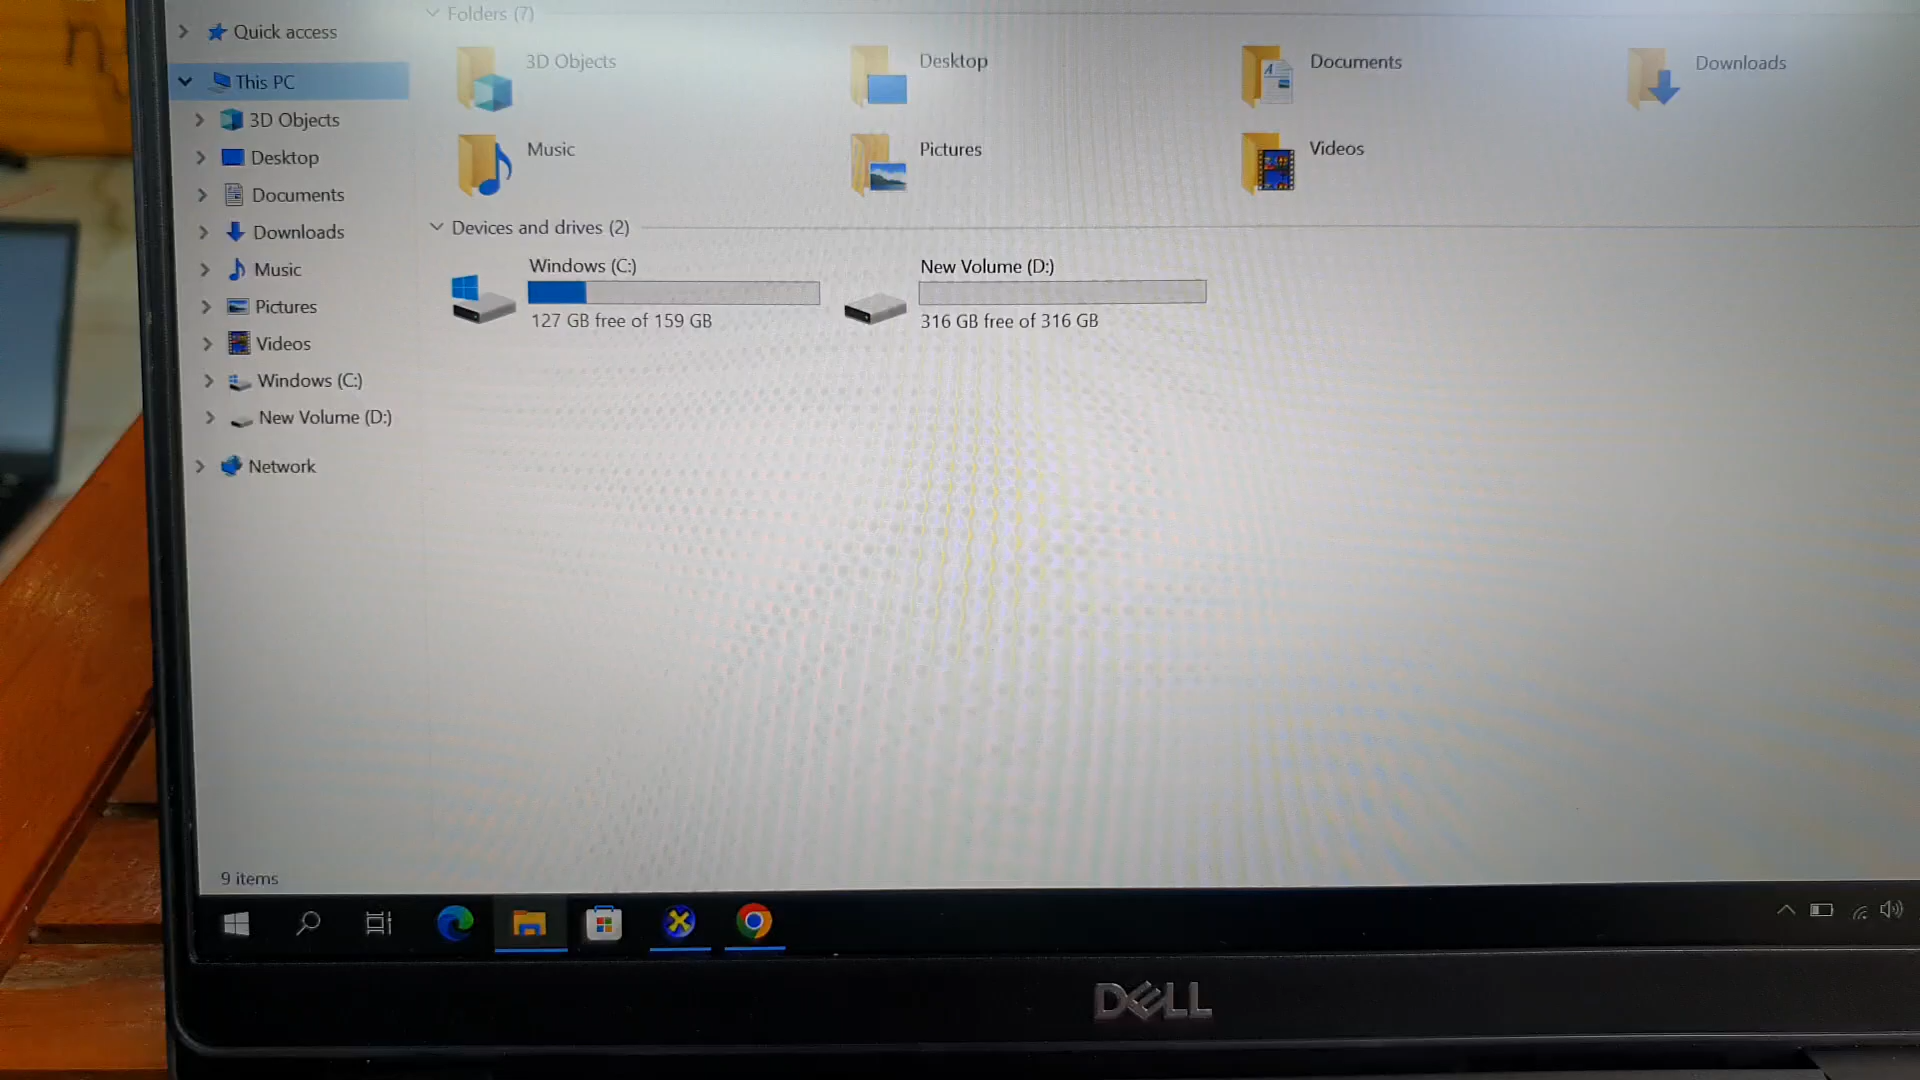 Quick access
This PC
3D Objects
Desktop
Documents
Downloads
Music
Pictures
Videos
Windows (C:)
New Volume (D:)
Network
Folders (7)
3D Objects
Desktop
Documents
Downloads
Music
Pictures
Videos
Devices and drives (2)
Windows (C:)
127 GB free of 159 GB
New Volume (D:)
316 GB free of 316 GB
9 items
DELL